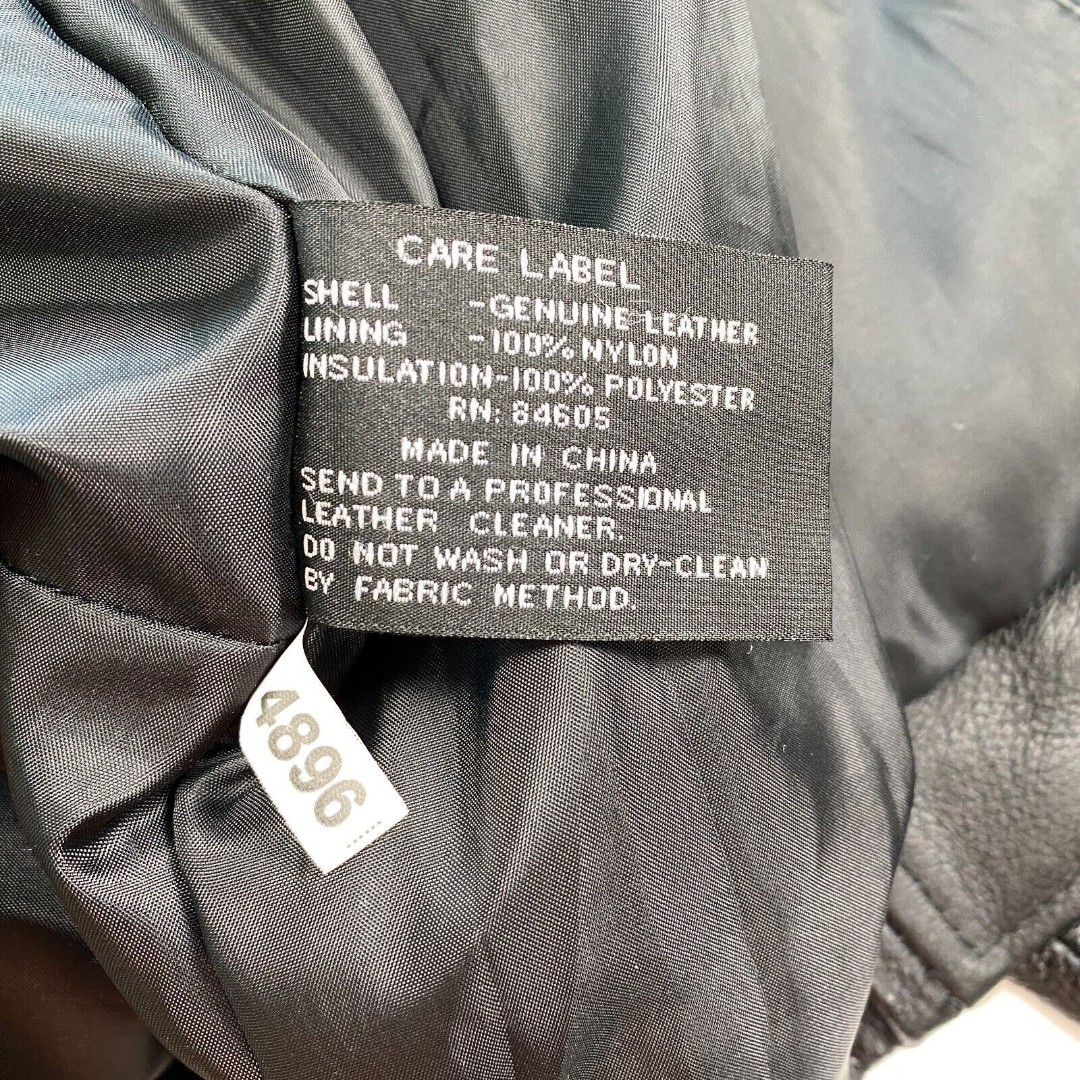 CARE LABEL
SHELL -GENUINE LEATHER
LINING -100% NYLON
INSULATION-100% POLYESTER
RN: 84605
MADE IN CHINA
SEND TO A PROFESSIONAL
LEATHER CLEANER.
DO NOT WASH OR DRY-CLEAN
BY FABRIC METHOD.
4896